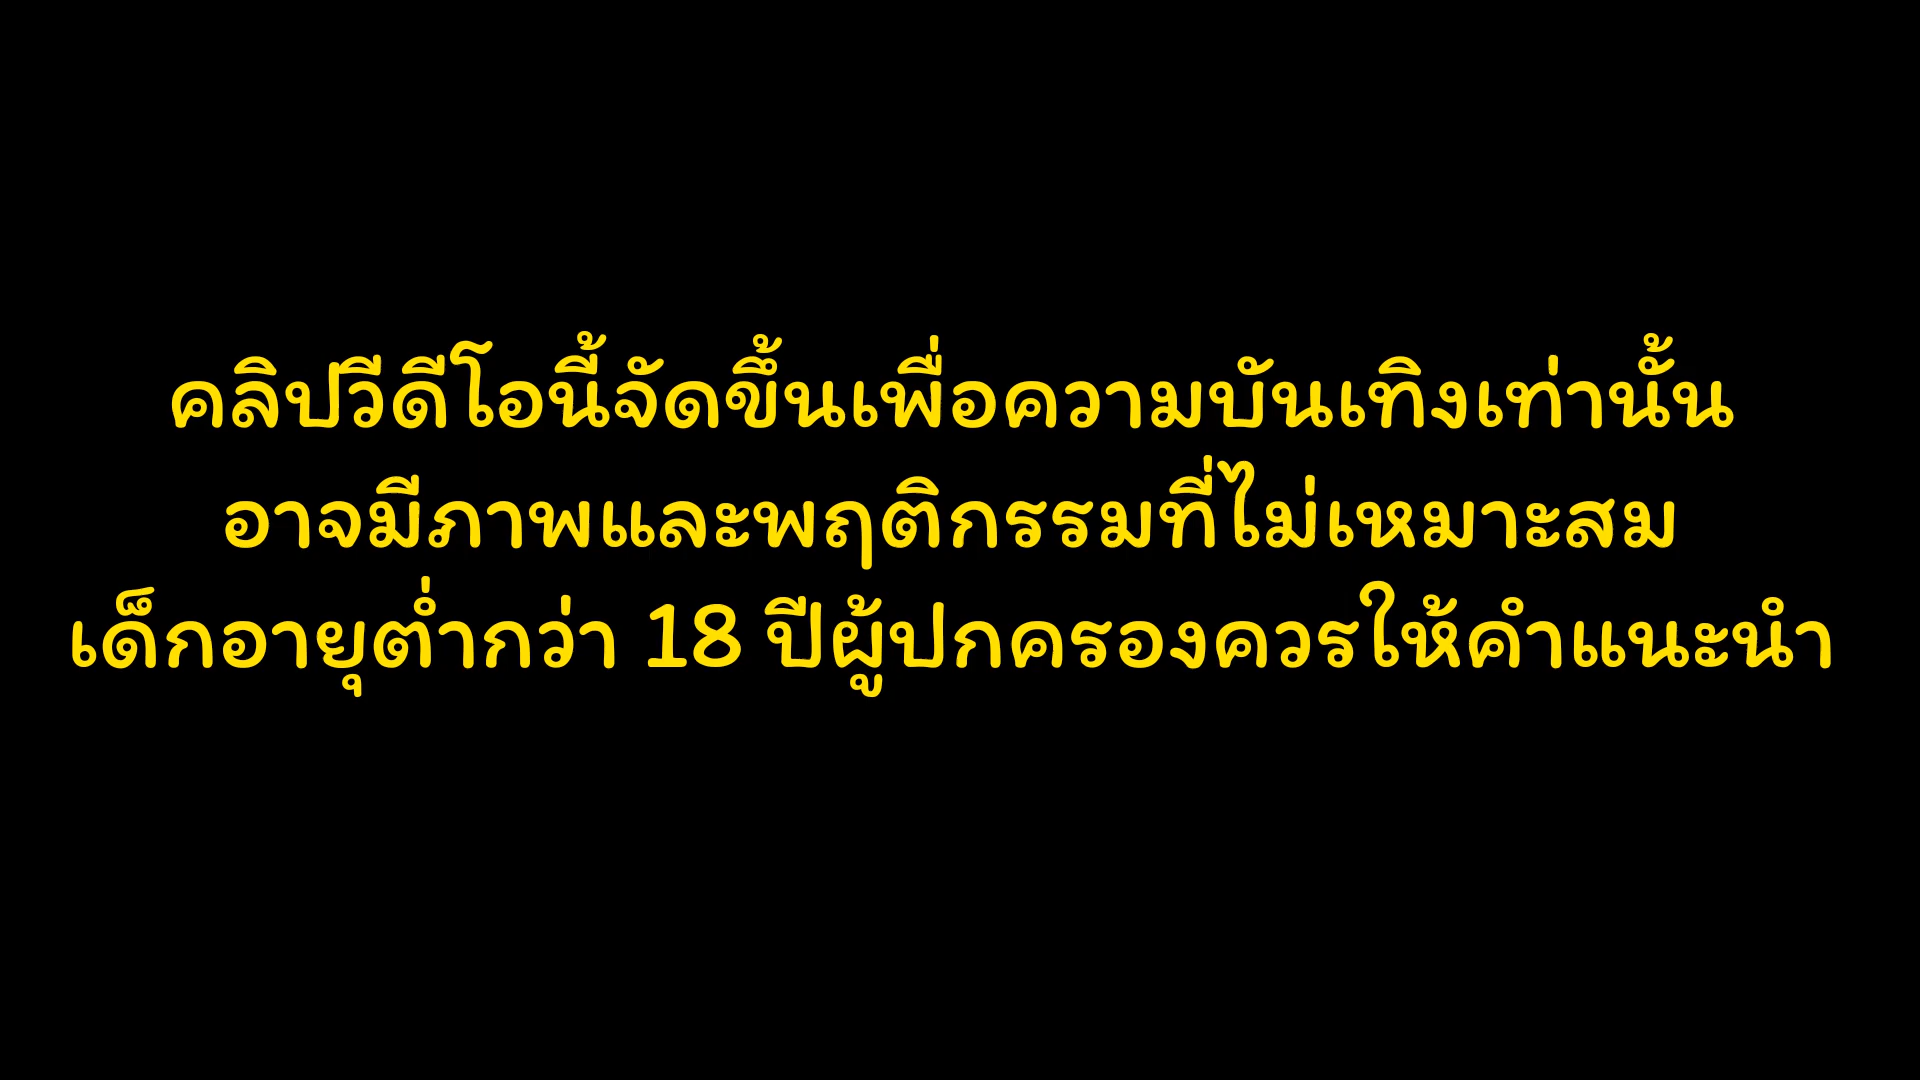 คลิปวีดีโอนี้จัดขึ้นเพื่อความบันเทิงเท่านั้น
อาจมีภาพและพฤติกรรมที่ไม่เหมาะสม
เด็กอายุต่ำกว่า 18 ปีผู้ปกครองควรให้คำแนะนำ